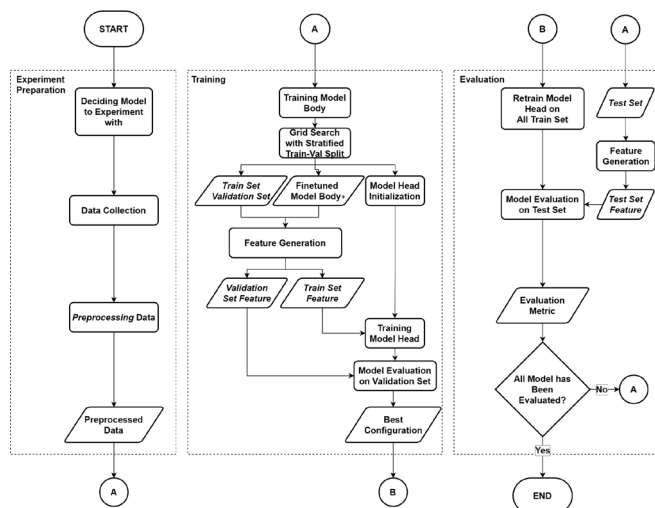 START
Experiment
Preparation
Deciding Model
to Experiment
with
Data Collection
Preprocessing Data
Preprocessed
Data
A
A
Training
Training Model
Body
Grid Search
with Stratified
Train-Val Split
Train Set
Validation Set
Finetuned
Model Body*
Model Head
Initialization
Feature Generation
Validation
Set Feature
Train Set
Feature
Training
Model Head
Model Evaluation
on Validation Set
Best
Configuration
B
B
A
Evaluation
Retrain Model
Head on
All Train Set
Test Set
Feature
Generation
Model Evaluation
on Test Set
Test Set
Feature
Evaluation
Metric
All Model has
Been
Evaluated?
No
A
Yes
END